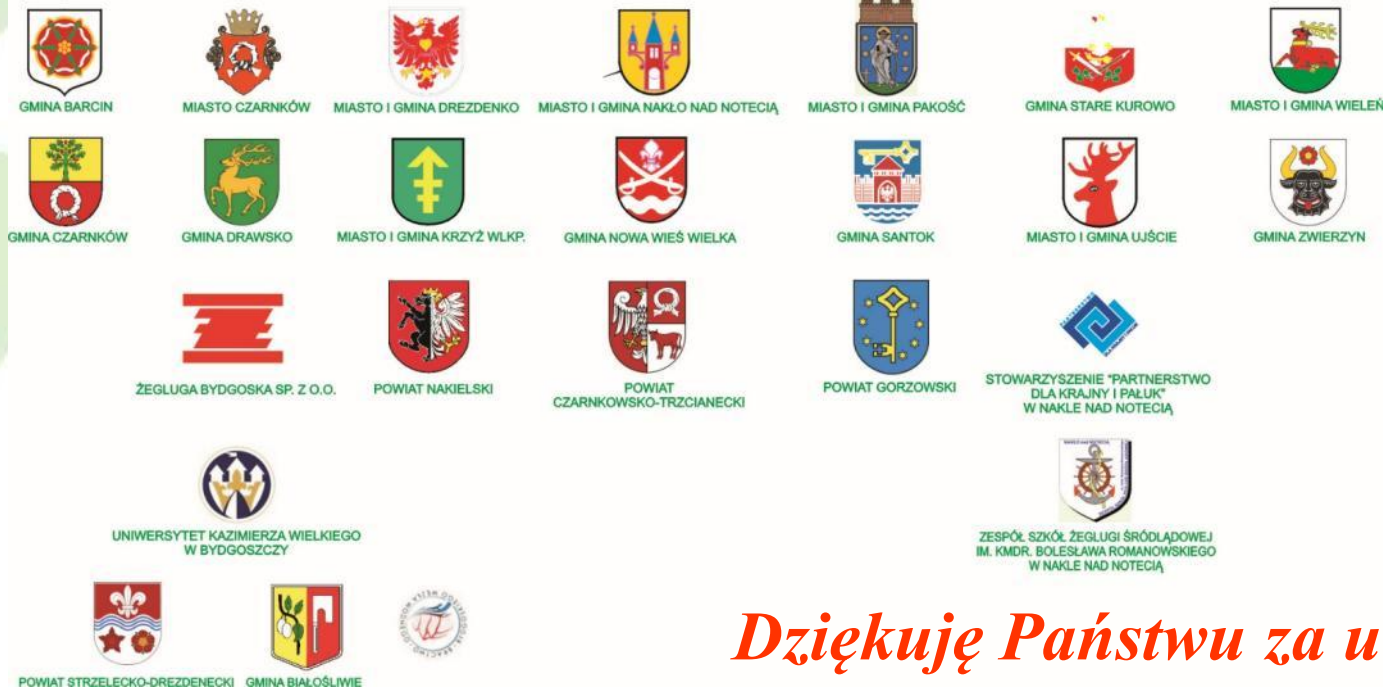 GMINA BARCIN
MIASTO CZARNKÓW
MIASTO I GMINA DREZDENKO
MIASTO I GMINA NAKŁO NAD NOTECIĄ
MIASTO I GMINA PAKOŚĆ
GMINA STARE KUROWO
MIASTO I GMINA WIELEŃ
GMINA CZARNKÓW
GMINA DRAWSKO
MIASTO I GMINA KRZYŻ WLKP.
GMINA NOWA WIEŚ WIELKA
GMINA SANTOK
MIASTO I GMINA UJŚCIE
GMINA ZWIERZYN
ŻEGLUGA BYDGOSKA SP. Z O.O.
POWIAT NAKIELSKI
POWIAT
CZARNKOWSKO-TRZCIANECKI
POWIAT GORZOWSKI
STOWARZYSZENIE "PARTNERSTWO
DLA KRAJNY I PAŁUK"
W NAKLE NAD NOTECIĄ
UNIWERSYTET KAZIMIERZA WIELKIEGO
W BYDGOSZCZY
ZESPÓŁ SZKÓŁ ŻEGLUGI ŚRÓDLĄDOWEJ
IM. KMDR. BOLESŁAWA ROMANOWSKIEGO
W NAKLE NAD NOTECIĄ
POWIAT STRZELECKO-DREZDENECKI
GMINA BIAŁOŚLIWIE
Dziękuję Państwu za u